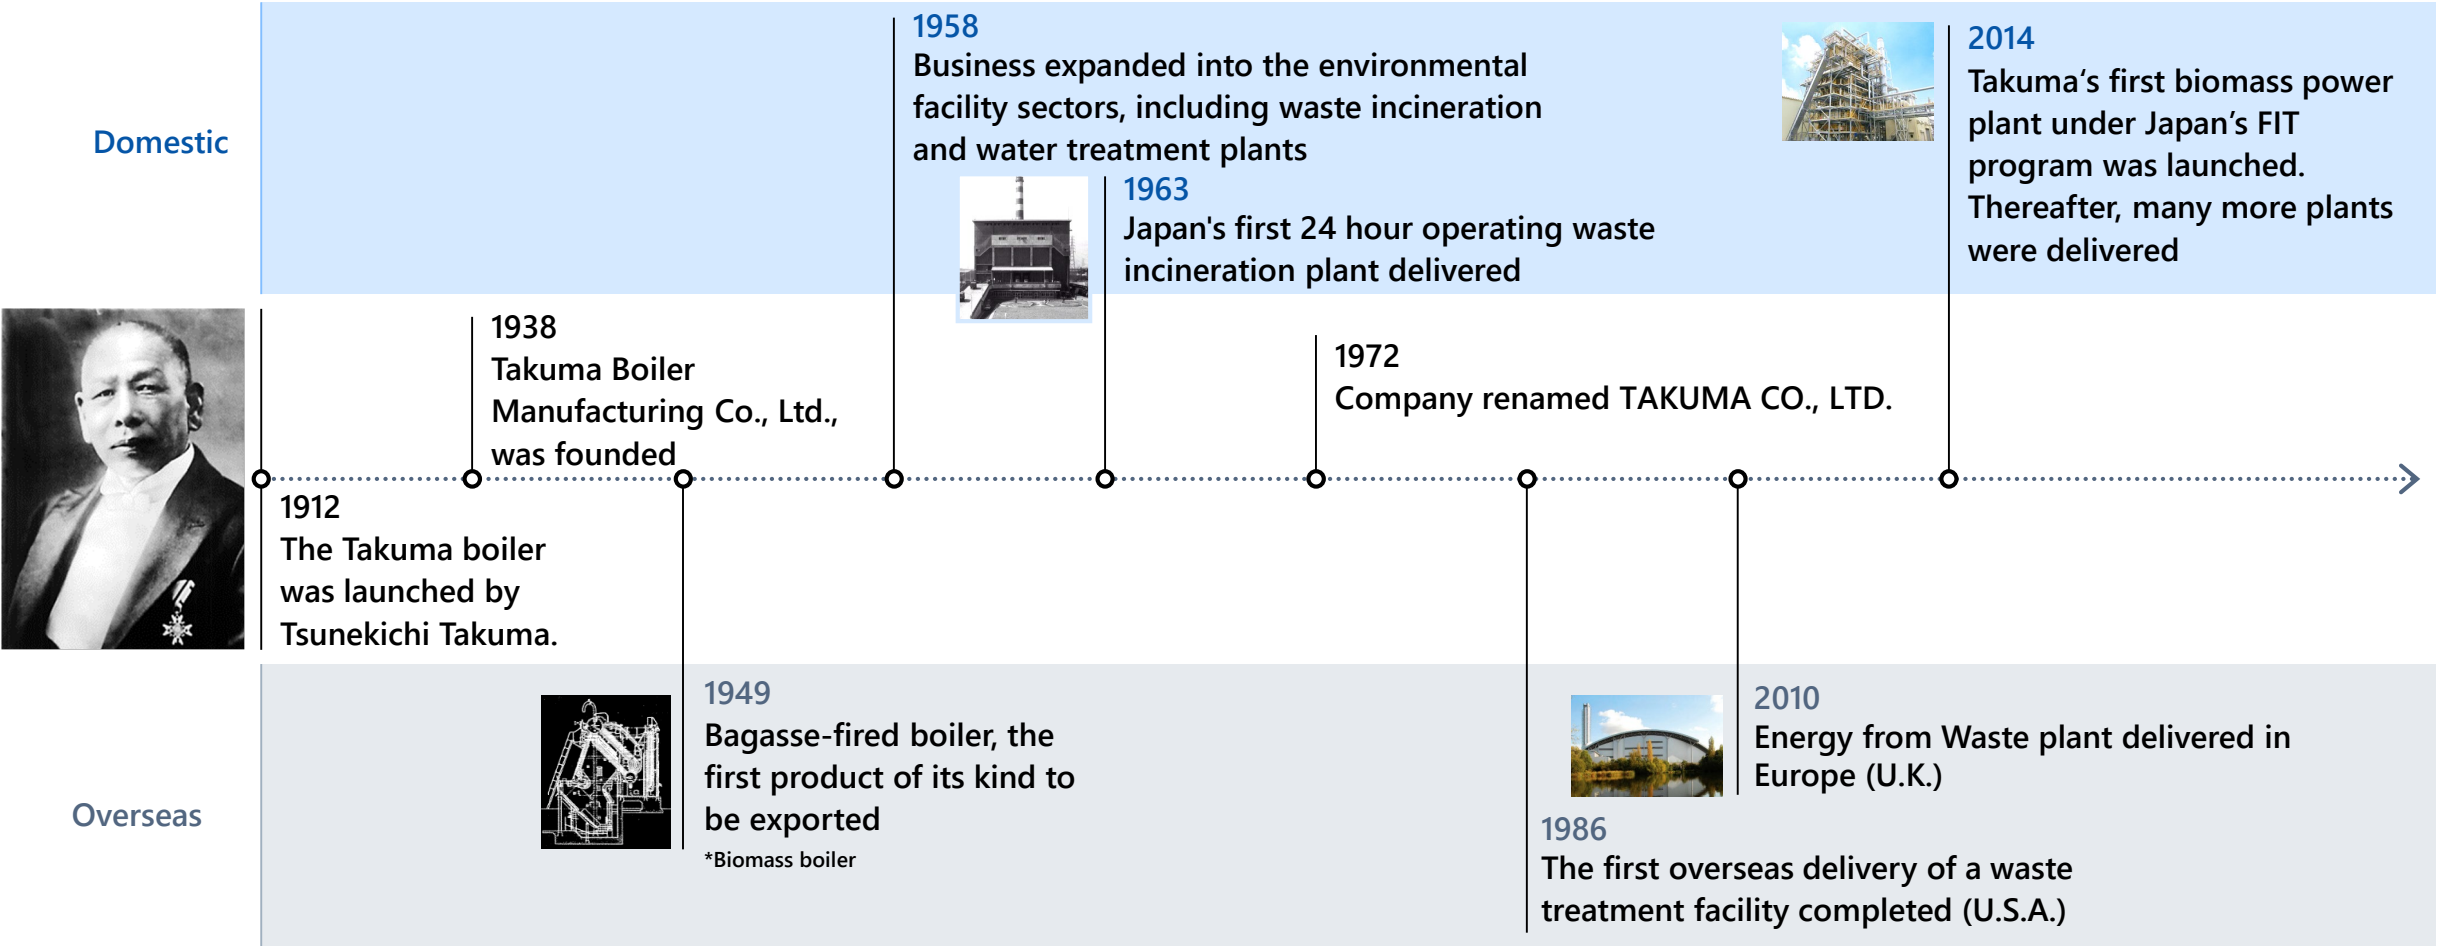 Domestic
1958
Business expanded into the environmental
facility sectors, including waste incineration
and water treatment plants
1963
Japan's first 24 hour operating waste
incineration plant delivered
2014
Takuma‘s first biomass power
plant under Japan’s FIT
program was launched.
Thereafter, many more plants
were delivered
1938
Takuma Boiler
Manufacturing Co., Ltd.,
was founded
1972
Company renamed TAKUMA CO., LTD.
1912
The Takuma boiler
was launched by
Tsunekichi Takuma.
Overseas
1949
Bagasse-fired boiler, the
first product of its kind to
be exported
*Biomass boiler
2010
Energy from Waste plant delivered in
Europe (U.K.)
1986
The first overseas delivery of a waste
treatment facility completed (U.S.A.)